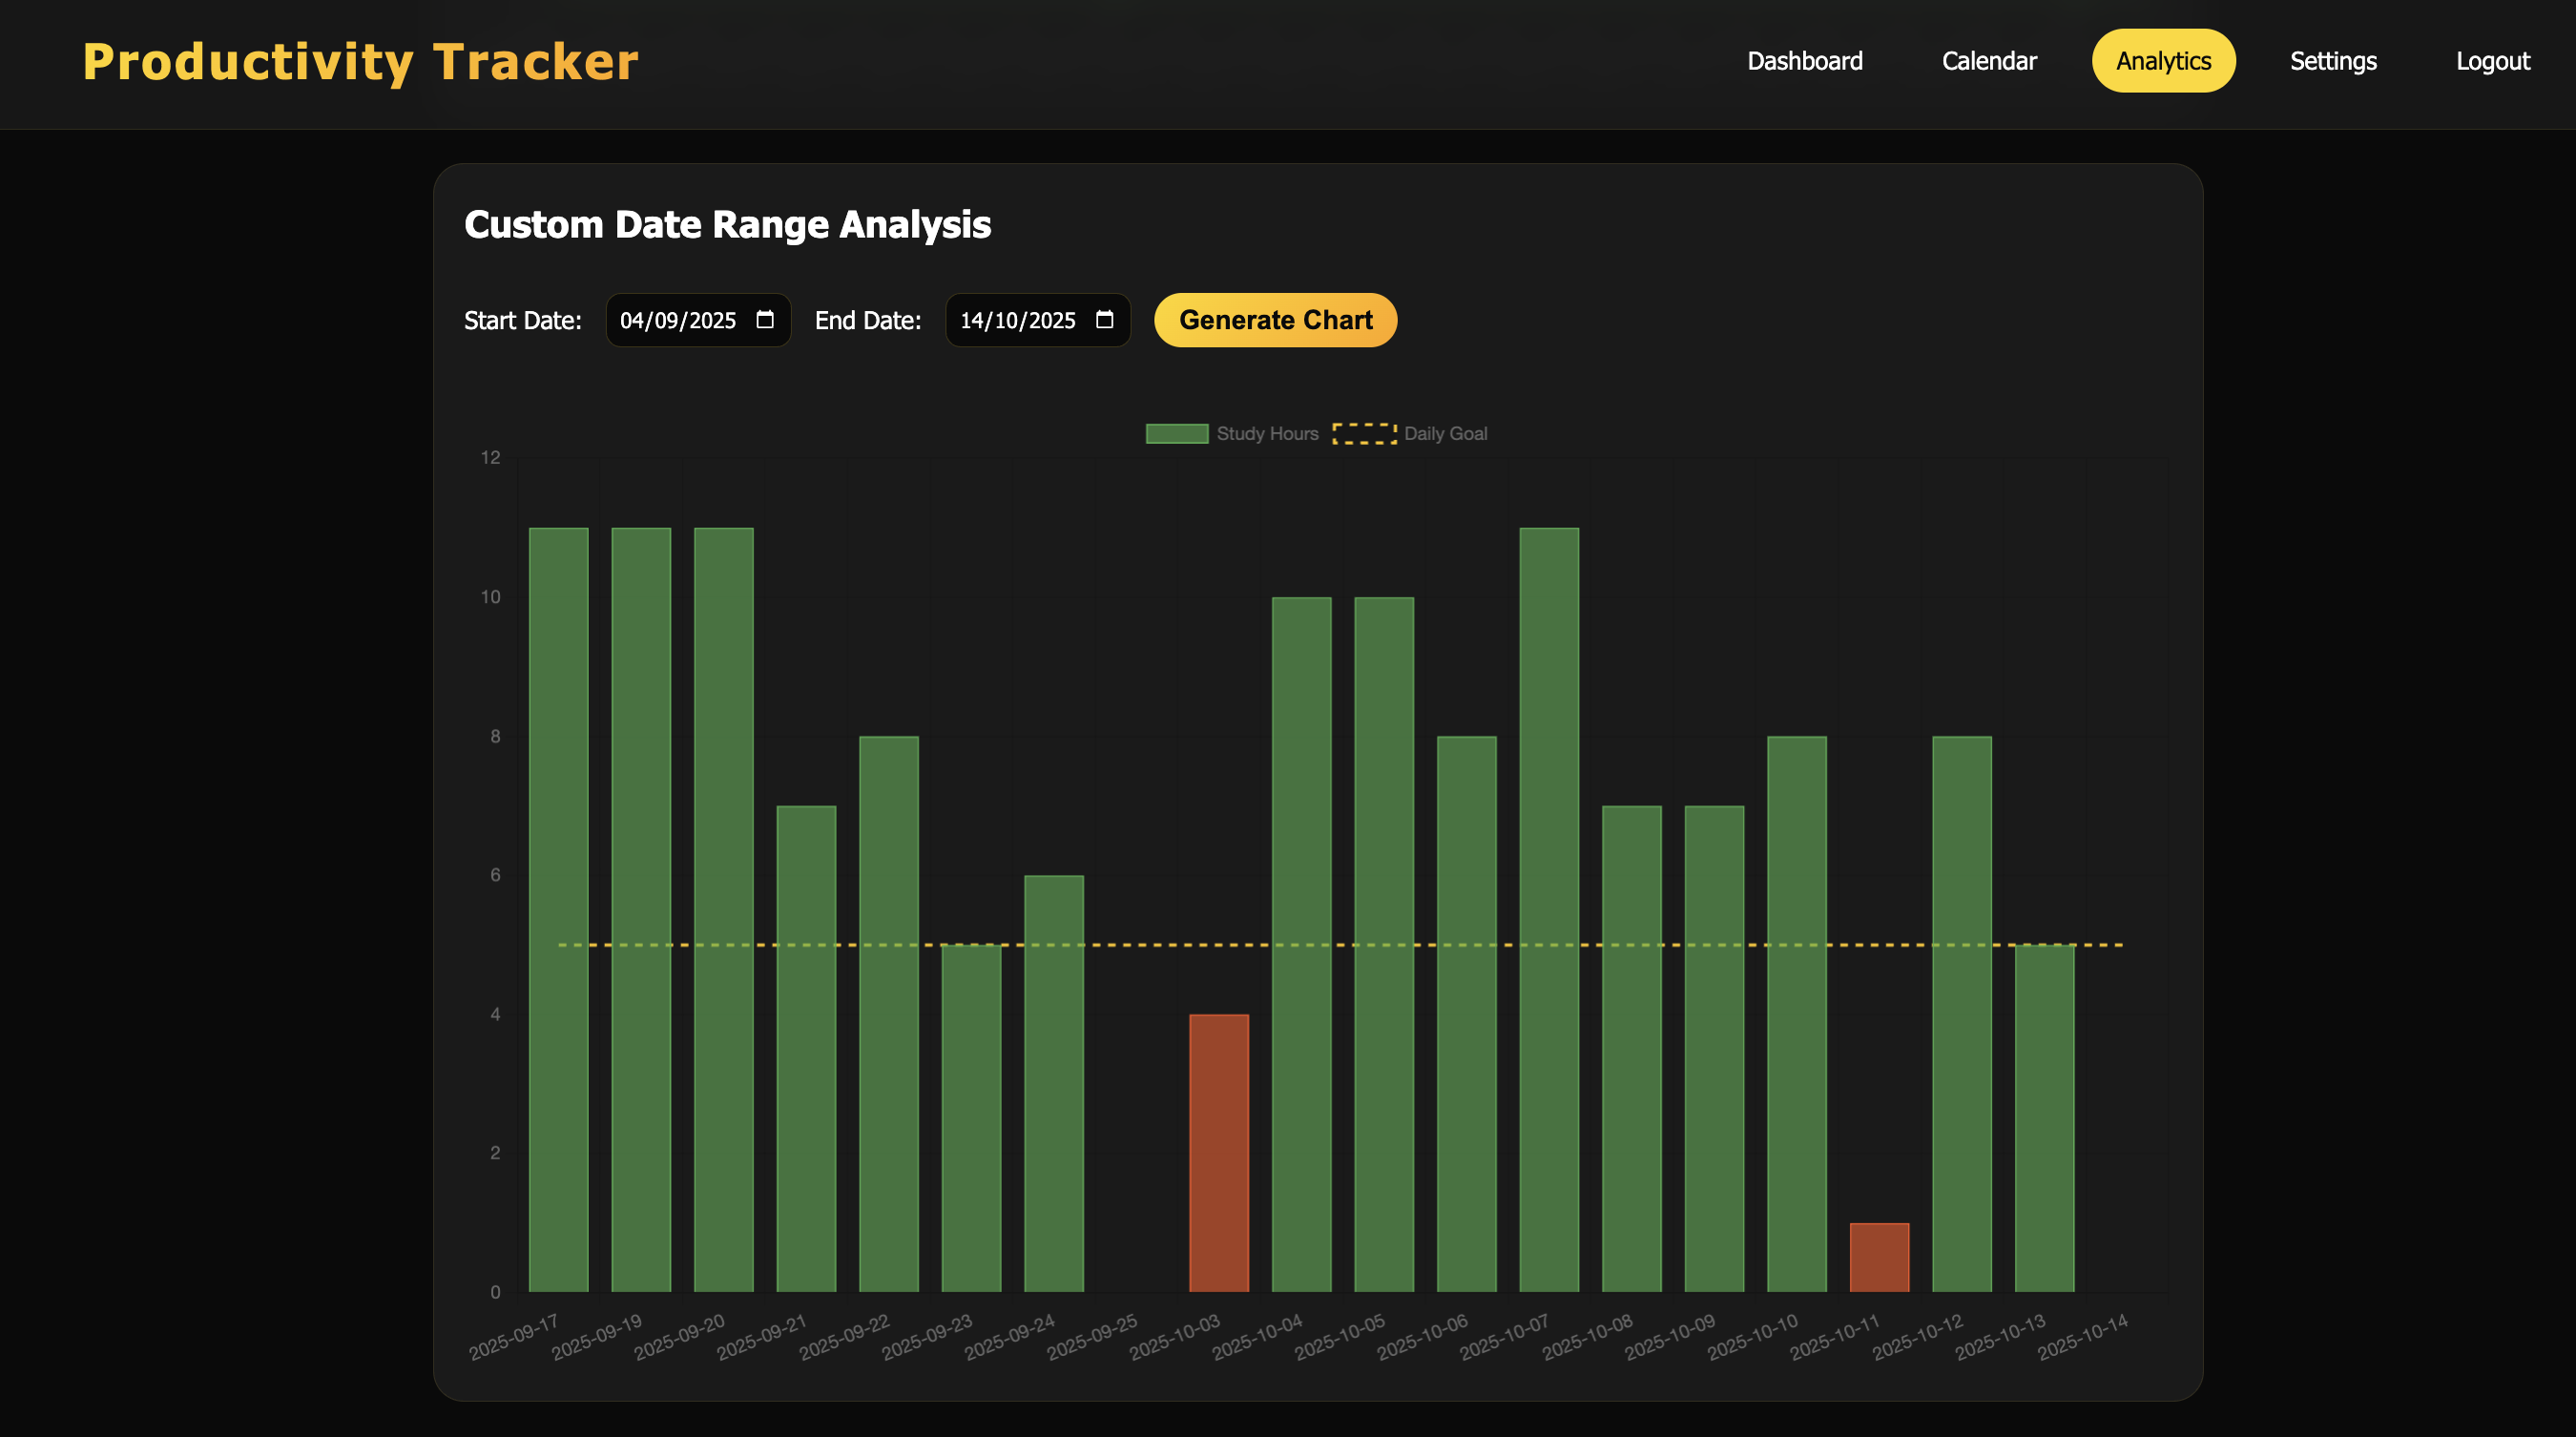 Productivity Tracker
Dashboard Calendar Analytics Settings Logout
Custom Date Range Analysis
Start Date: 04/09/2025 End Date: 14/10/2025 Generate Chart
Study Hours Daily Goal
12
10
8
6
4
2
0
2025-09-17 2025-09-19 2025-09-20 2025-09-21 2025-09-22 2025-09-23 2025-09-24 2025-09-25 2025-10-03 2025-10-04 2025-10-05 2025-10-06 2025-10-07 2025-10-08 2025-10-09 2025-10-10 2025-10-11 2025-10-12 2025-10-13 2025-10-14